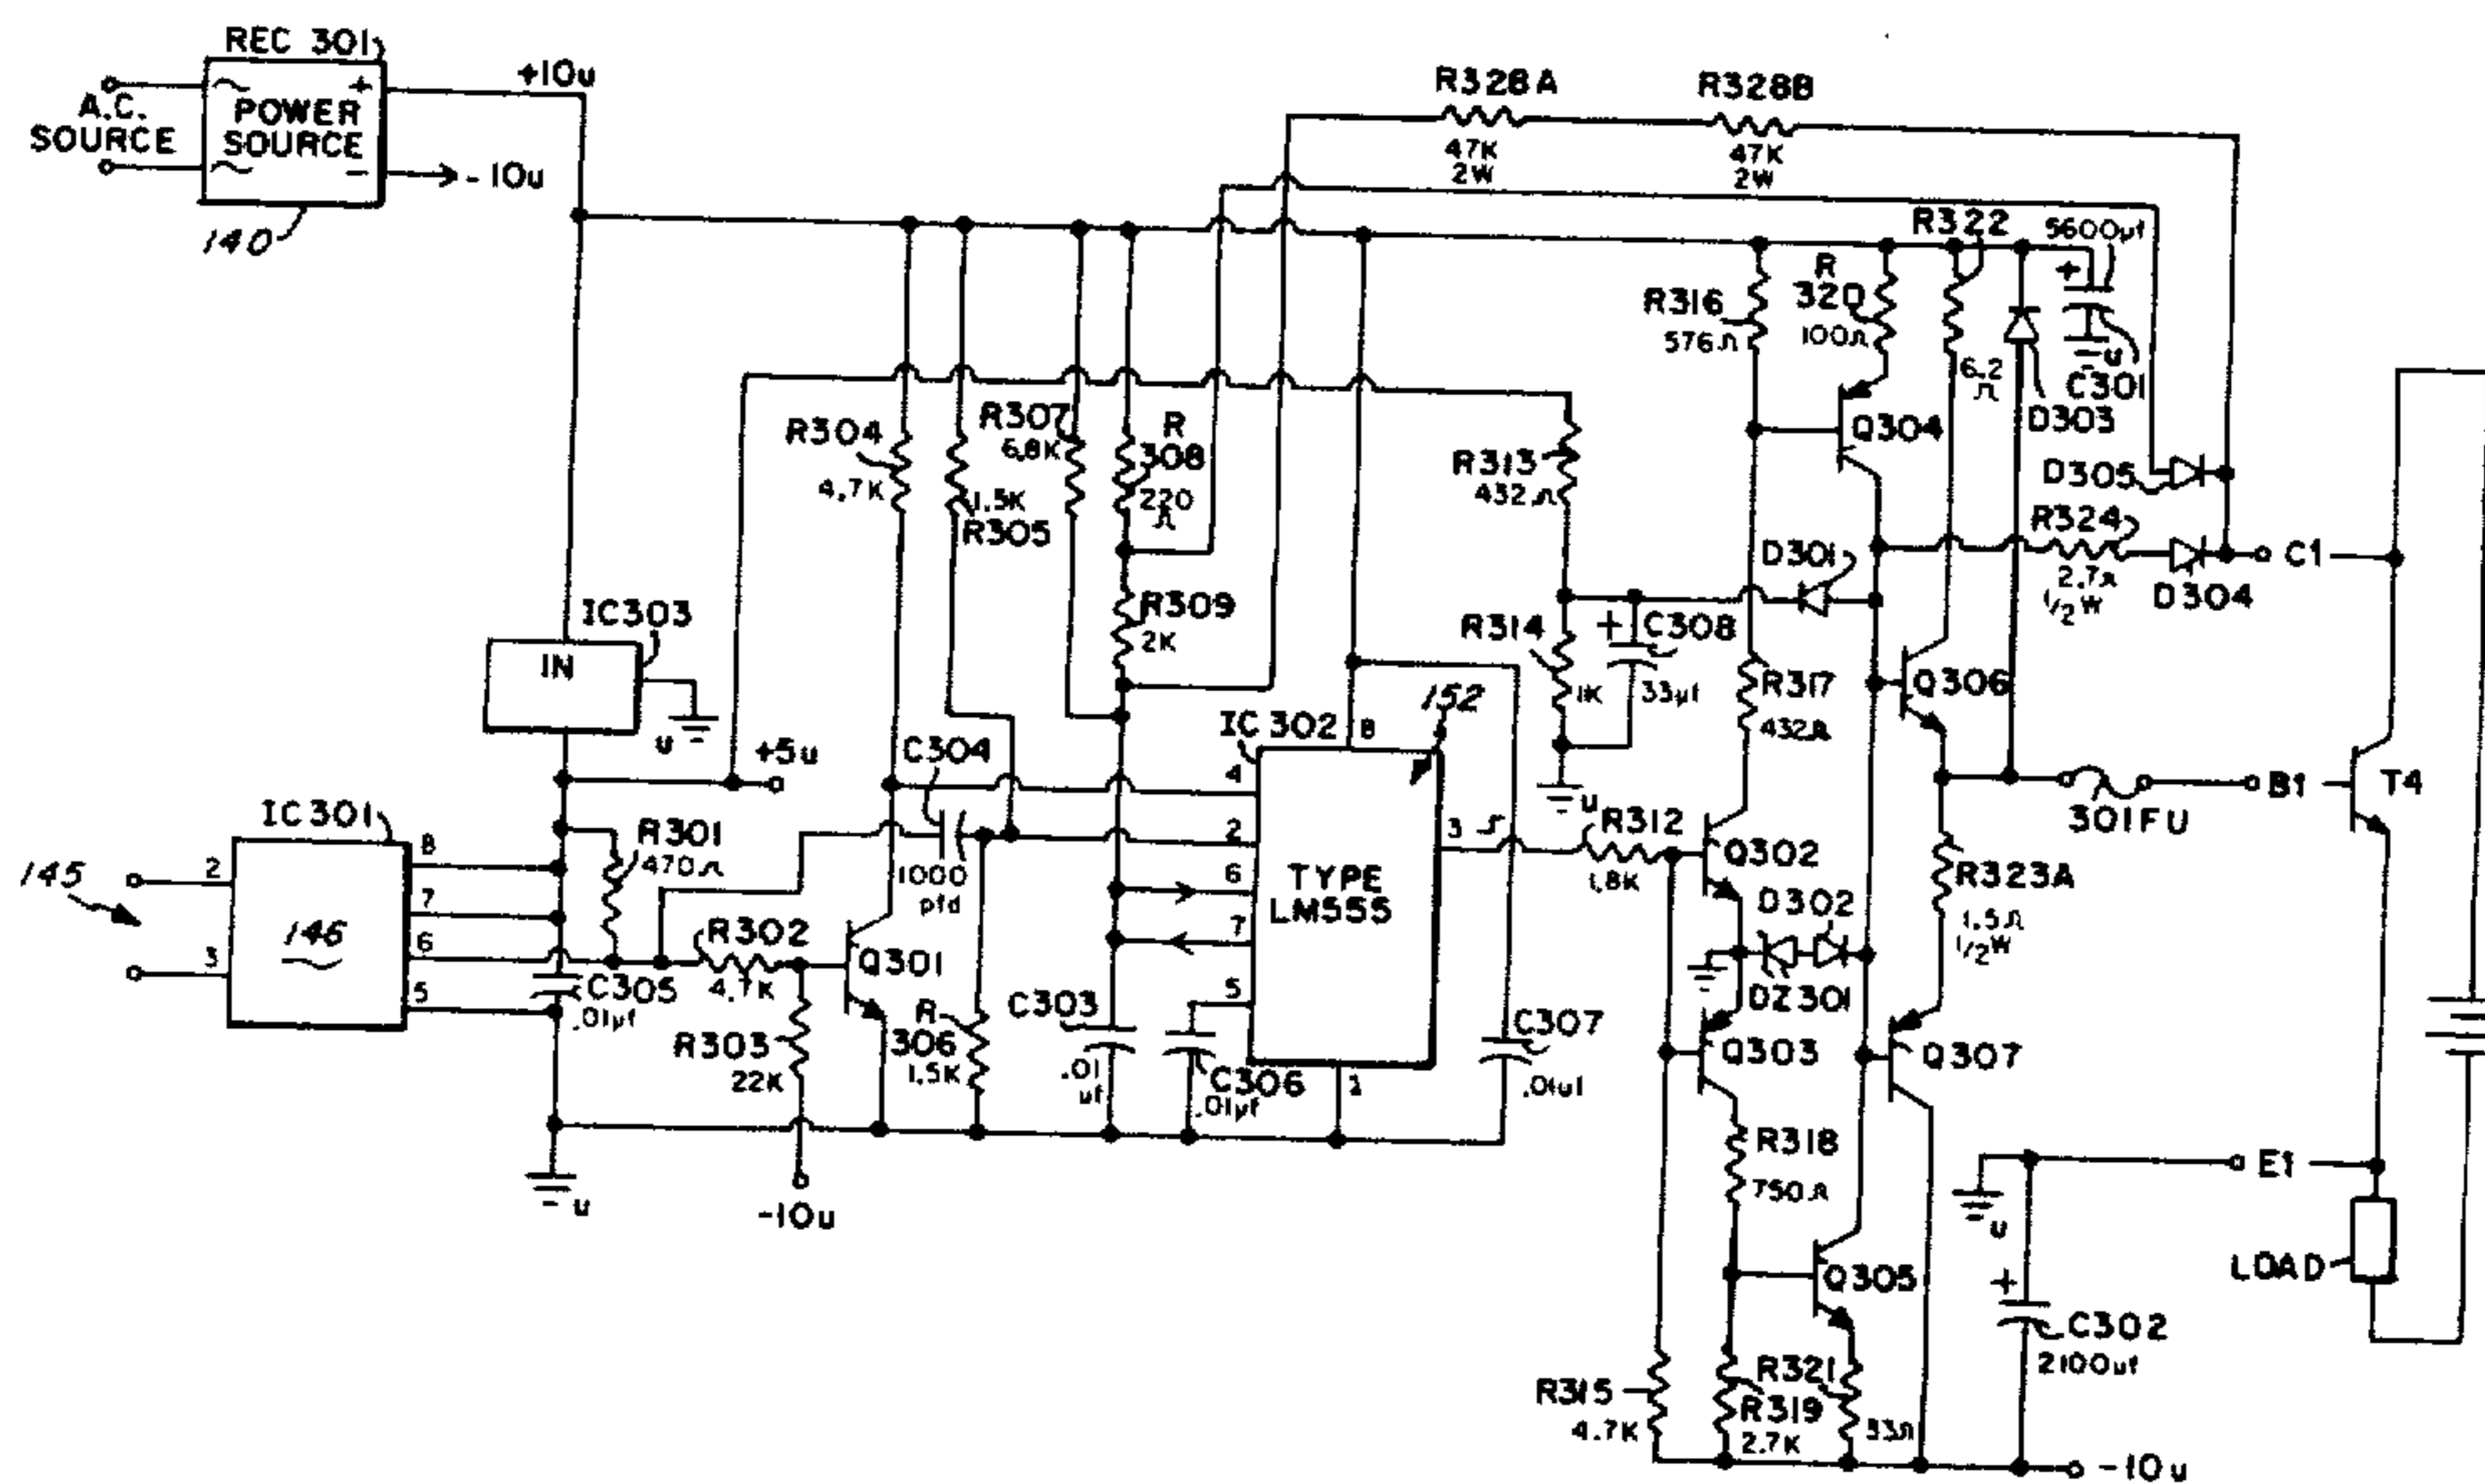 REC 301
A.C.
SOURCE
POWER
SOURCE
~
~
+
−
+10u
-10u
140
R328A
47K
2W
R328B
47K
2W
R322
6.2
Ω
5600µf
+
u
C301
D303
R316
576Ω
R
320
100Ω
Q304
D305
R324
2.7Ω
1/2 W
D304
C1
R304
4.7K
1.5K
R305
R307
6.8K
R
308
220
Ω
R309
2K
R313
432Ω
D301
R314
1K
+
C308
33µf
u
R317
432Ω
Q306
IC303
IN
u
+5u
C304
1000
pfd
IC 302
152
8
4
2
6
7
5
3
1
TYPE
LM555
R312
1.8K
Q302
D302
DZ301
Q303
301FU
B1
T4
R323A
1.5Ω
1/2W
Q307
IC301
145
2
3
146
8
7
6
5
R301
470Ω
C305
.01µf
R302
4.7K
R303
22K
-10u
u
Q301
R
306
1.5K
C303
.01
µf
C306
.01µf
C307
R318
750Ω
Q305
R315
4.7K
R319
2.7K
R321
33Ω
E1
u
LOAD
+
C302
2100uf
-10u